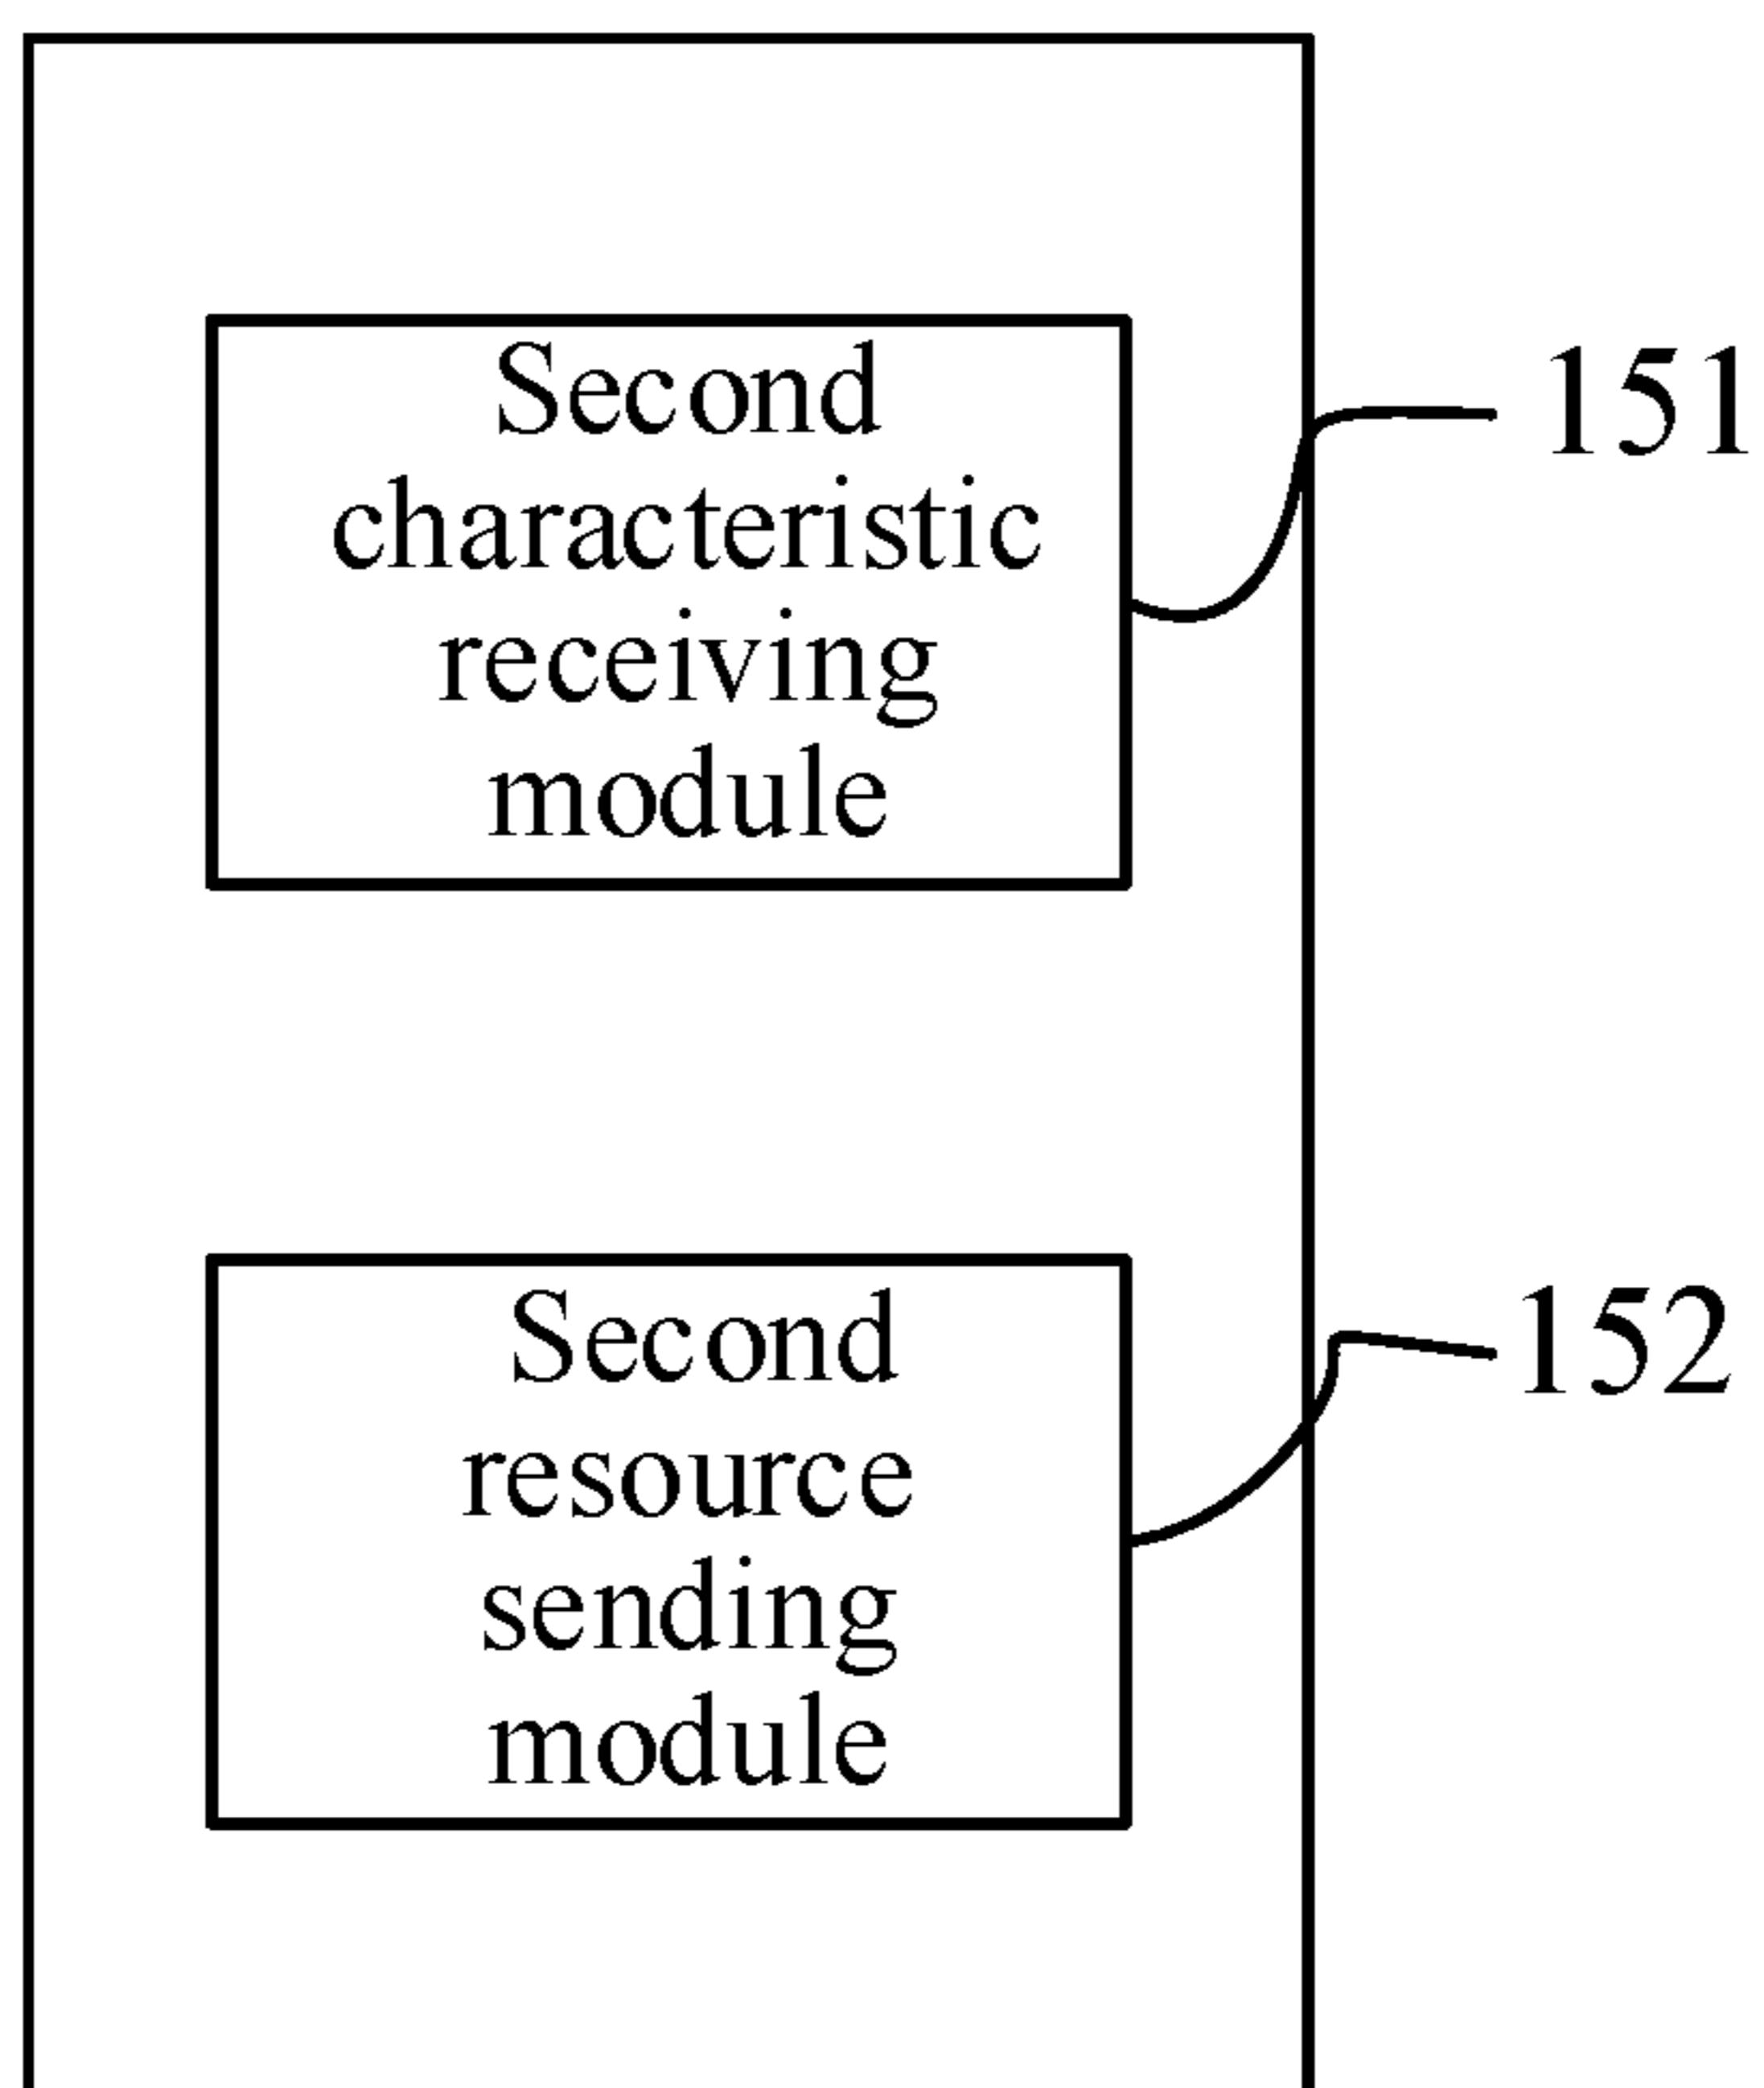 Second
characteristic
receiving
module
151
Second
resource
sending
module
152